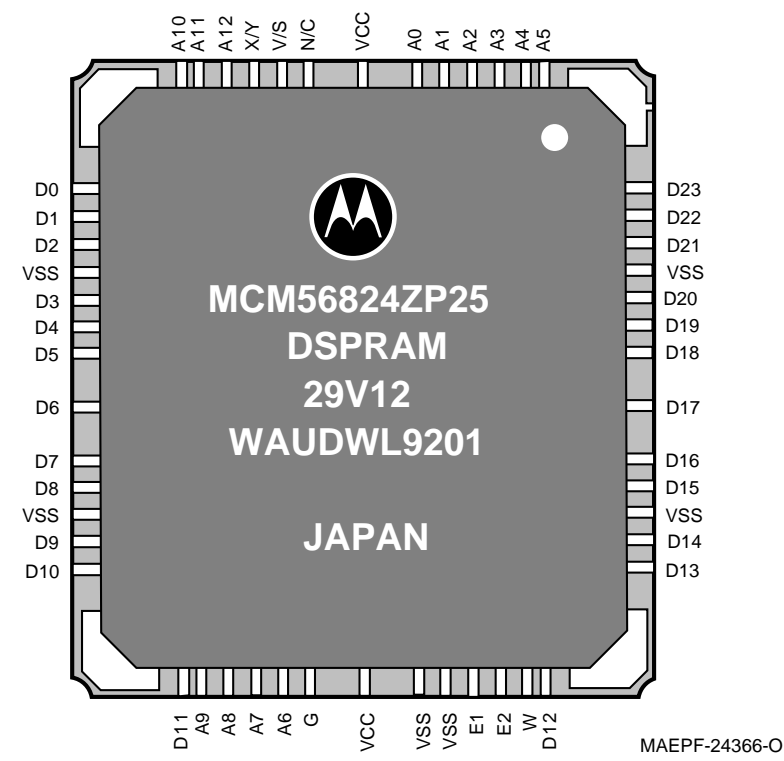 A10 A11 A12 X/Y V/S N/C VCC A0 A1 A2 A3 A4 A5
D0
D1
D2
VSS
D3
D4
D5
D6
D7
D8
VSS
D9
D10
MCM56824ZP25
DSPRAM
29V12
WAUDWL9201
JAPAN
D23
D22
D21
VSS
D20
D19
D18
D17
D16
D15
VSS
D14
D13
D11 A9 A8 A7 A6 G VCC VSS VSS E1 E2 W D12
MAEPF-24366-O